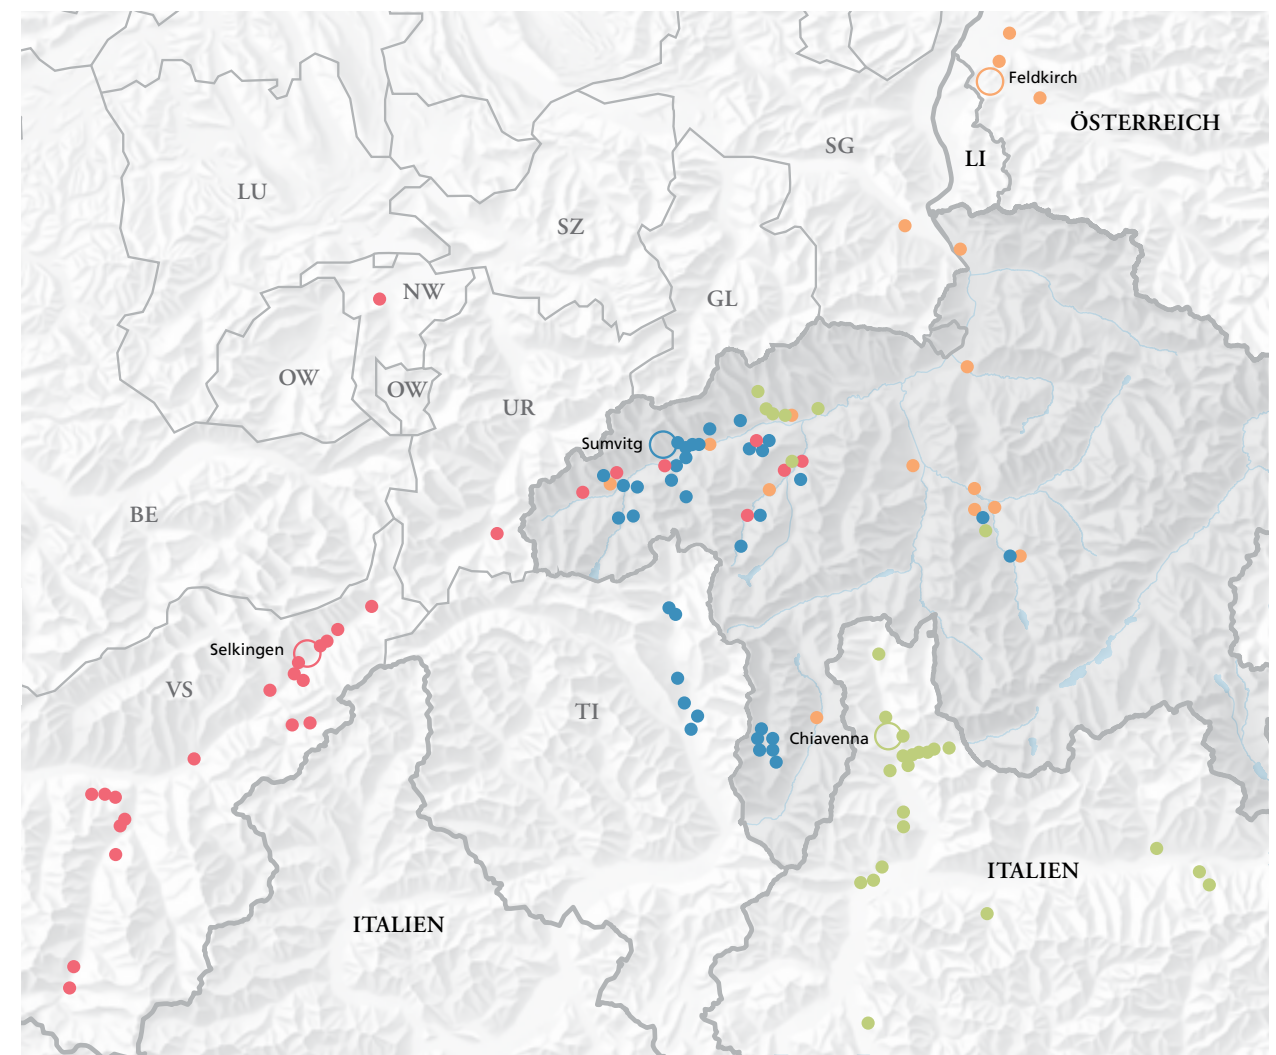 Feldkirch
ÖSTERREICH
SG
LI
LU
SZ
NW
GL
OW
OW
UR
Sumvitg
BE
Selkingen
VS
TI
Chiavenna
ITALIEN
ITALIEN